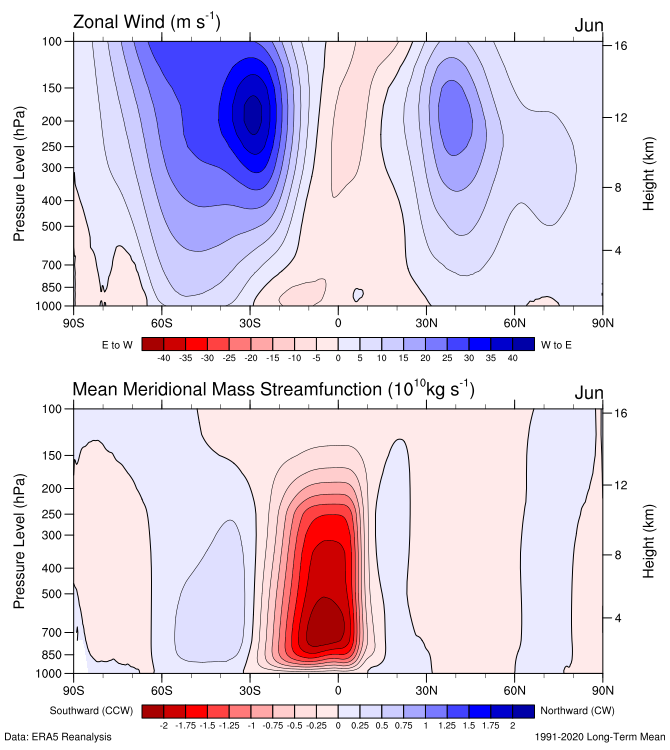 Zonal Wind (m s⁻¹) Jun
Pressure Level (hPa)
100
150
200
250
300
400
500
700
850
1000
16
12
8
4
Height (km)
90S 60S 30S 0 30N 60N 90N
E to W W to E
-40 -35 -30 -25 -20 -15 -10 -5 0 5 10 15 20 25 30 35 40
Mean Meridional Mass Streamfunction (10¹⁰kg s⁻¹) Jun
Pressure Level (hPa)
100
150
200
250
300
400
500
700
850
1000
16
12
8
4
Height (km)
90S 60S 30S 0 30N 60N 90N
Southward (CCW) Northward (CW)
-2 -1.75 -1.5 -1.25 -1 -0.75 -0.5 -0.25 0 0.25 0.5 0.75 1 1.25 1.5 1.75 2
Data: ERA5 Reanalysis 1991-2020 Long-Term Mean